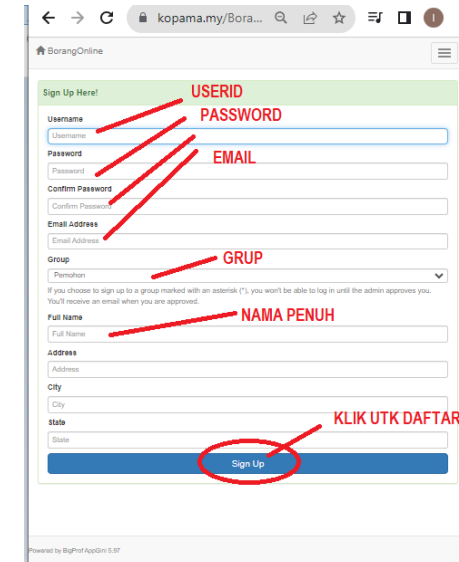 kopama.my/Bora...
I
BorangOnline
Sign Up Here!
USERID
Username
PASSWORD
Username
Password
EMAIL
Password
Confirm Password
Confirm Password
Email Address
Email Address
GRUP
Group
Pemohon
If you choose to sign up to a group marked with an asterisk (*), you won't be able to log in until the admin approves you.
You'll receive an email when you are approved.
NAMA PENUH
Full Name
Full Name
Address
Address
City
City
KLIK UTK DAFTAR
State
State
Sign Up
Powered by BigProf AppGini 5.97